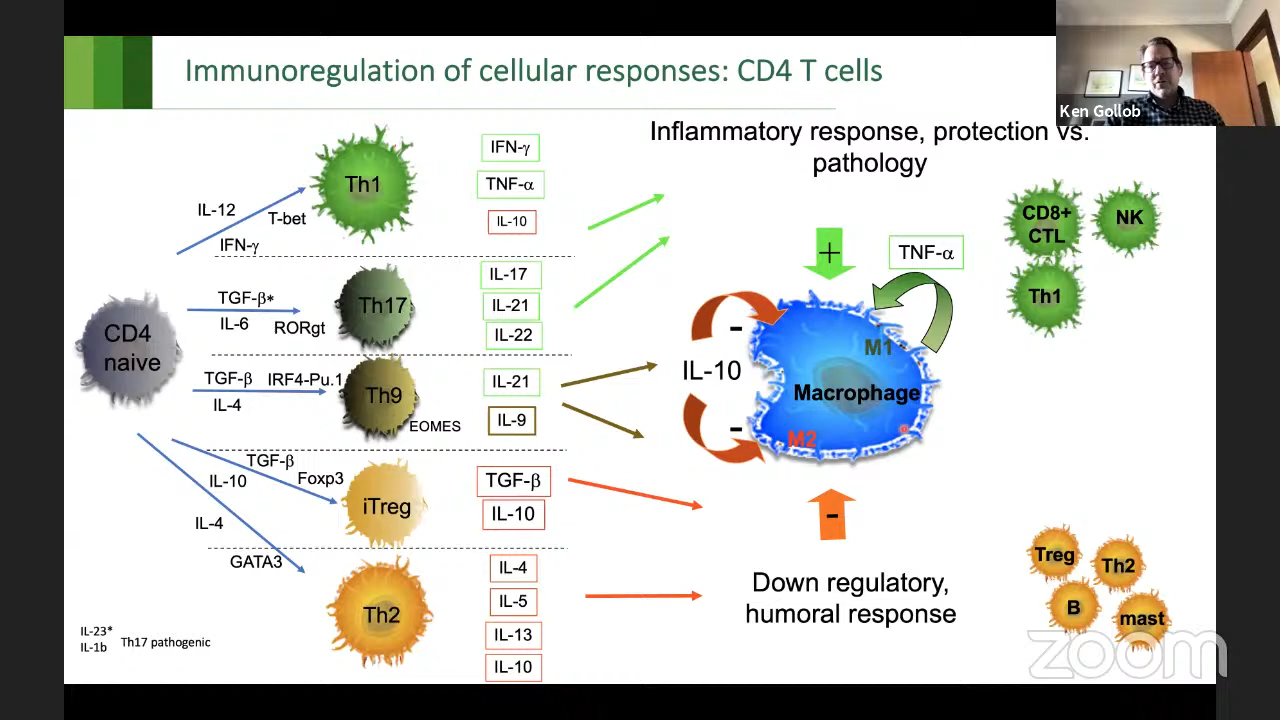 Immunoregulation of cellular responses: CD4 T cells
Ken Gollob
Inflammatory response, protection vs.
pathology
Th1
IFN-γ
TNF-α
IL-10
IL-12
T-bet
IFN-γ
CD8+
CTL
NK
Th1
+
TNF-α
CD4
naive
TGF-β*
IL-6
RORgt
Th17
IL-17
IL-21
IL-22
TGF-β
IRF4-Pu.1
IL-4
Th9
EOMES
IL-21
IL-9
-
IL-10
-
M1
Macrophage
M2
TGF-β
IL-10
Foxp3
iTreg
TGF-β
IL-10
-
IL-4
GATA3
Th2
IL-4
IL-5
IL-13
IL-10
Down regulatory,
humoral response
Treg
Th2
B
mast
IL-23*
IL-1b
Th17 pathogenic
zoom